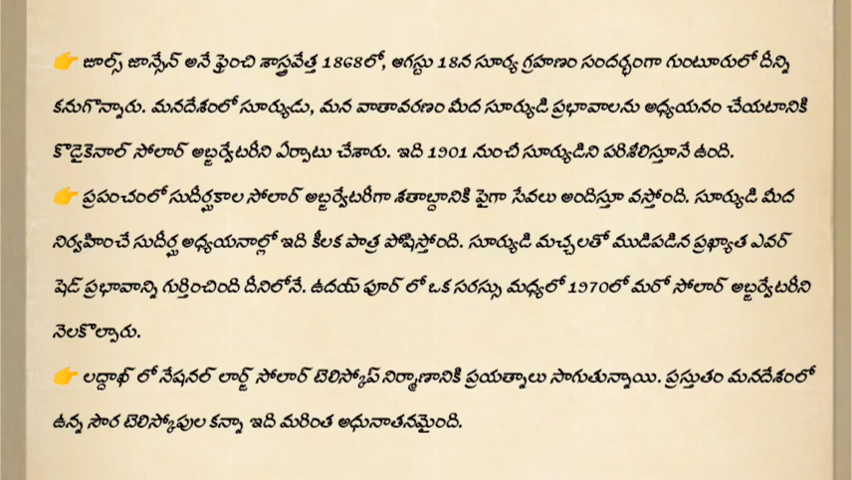 👉 జూల్స్ జాన్సేన్ అనే ఫ్రెంచి శాస్త్రవేత్త 1868లో, ఆగస్టు 18న సూర్య గ్రహణం సందర్భంగా గుంటూరులో దీన్ని
కనుగొన్నారు. మనదేశంలో సూర్యుడు, మన వాతావరణం మీద సూర్యుడి ప్రభావాలను అధ్యయనం చేయటానికి
కొడైకెనాల్ సోలార్ అబ్జర్వేటరీని ఏర్పాటు చేశారు. ఇది 1901 నుంచీ సూర్యుడిని పరిశీలిస్తూనే ఉంది.
👉 ప్రపంచంలో సుదీర్ఘకాల సోలార్ అబ్జర్వేటరీగా శతాబ్దానికి పైగా సేవలు అందిస్తూ వస్తోంది. సూర్యుడి మీద
నిర్వహించే సుదీర్ఘ అధ్యయనాల్లో ఇది కీలక పాత్ర పోషిస్తోంది. సూర్యుడి మచ్చలతో ముడిపడిన ప్రఖ్యాత ఎవర్
షెడ్ ప్రభావాన్ని గుర్తించింది దీనిలోనే. ఉదయ్ పూర్ లో ఒక సరస్సు మధ్యలో 1970లో మరో సోలార్ అబ్జర్వేటరీని
నెలకొల్పారు.
👉 లద్దాఖ్ లో నేషనల్ లార్జ్ సోలార్ టెలిస్కోప్ నిర్మాణానికి ప్రయత్నాలు సాగుతున్నాయి. ప్రస్తుతం మనదేశంలో
ఉన్న సౌర టెలిస్కోపుల కన్నా ఇది మరింత అధునాతనమైంది.